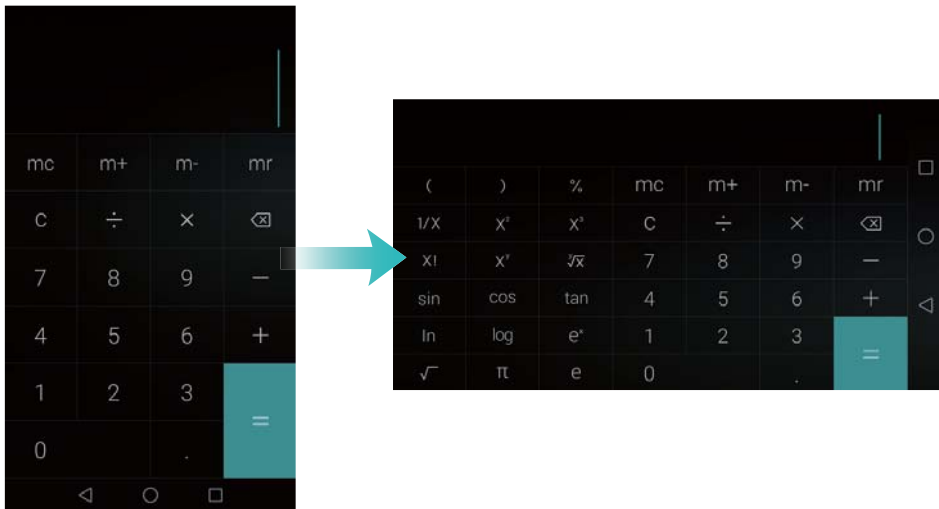 mc m+ m- mr
C ÷ ×
7 8 9 −
4 5 6 +
1 2 3 =
0 .
( ) % mc m+ m- mr
1/X X² X³ C ÷ ×
X! Xʸ ʸ√x 7 8 9 −
sin cos tan 4 5 6 +
ln log eˣ 1 2 3 =
√‾ π e 0 .